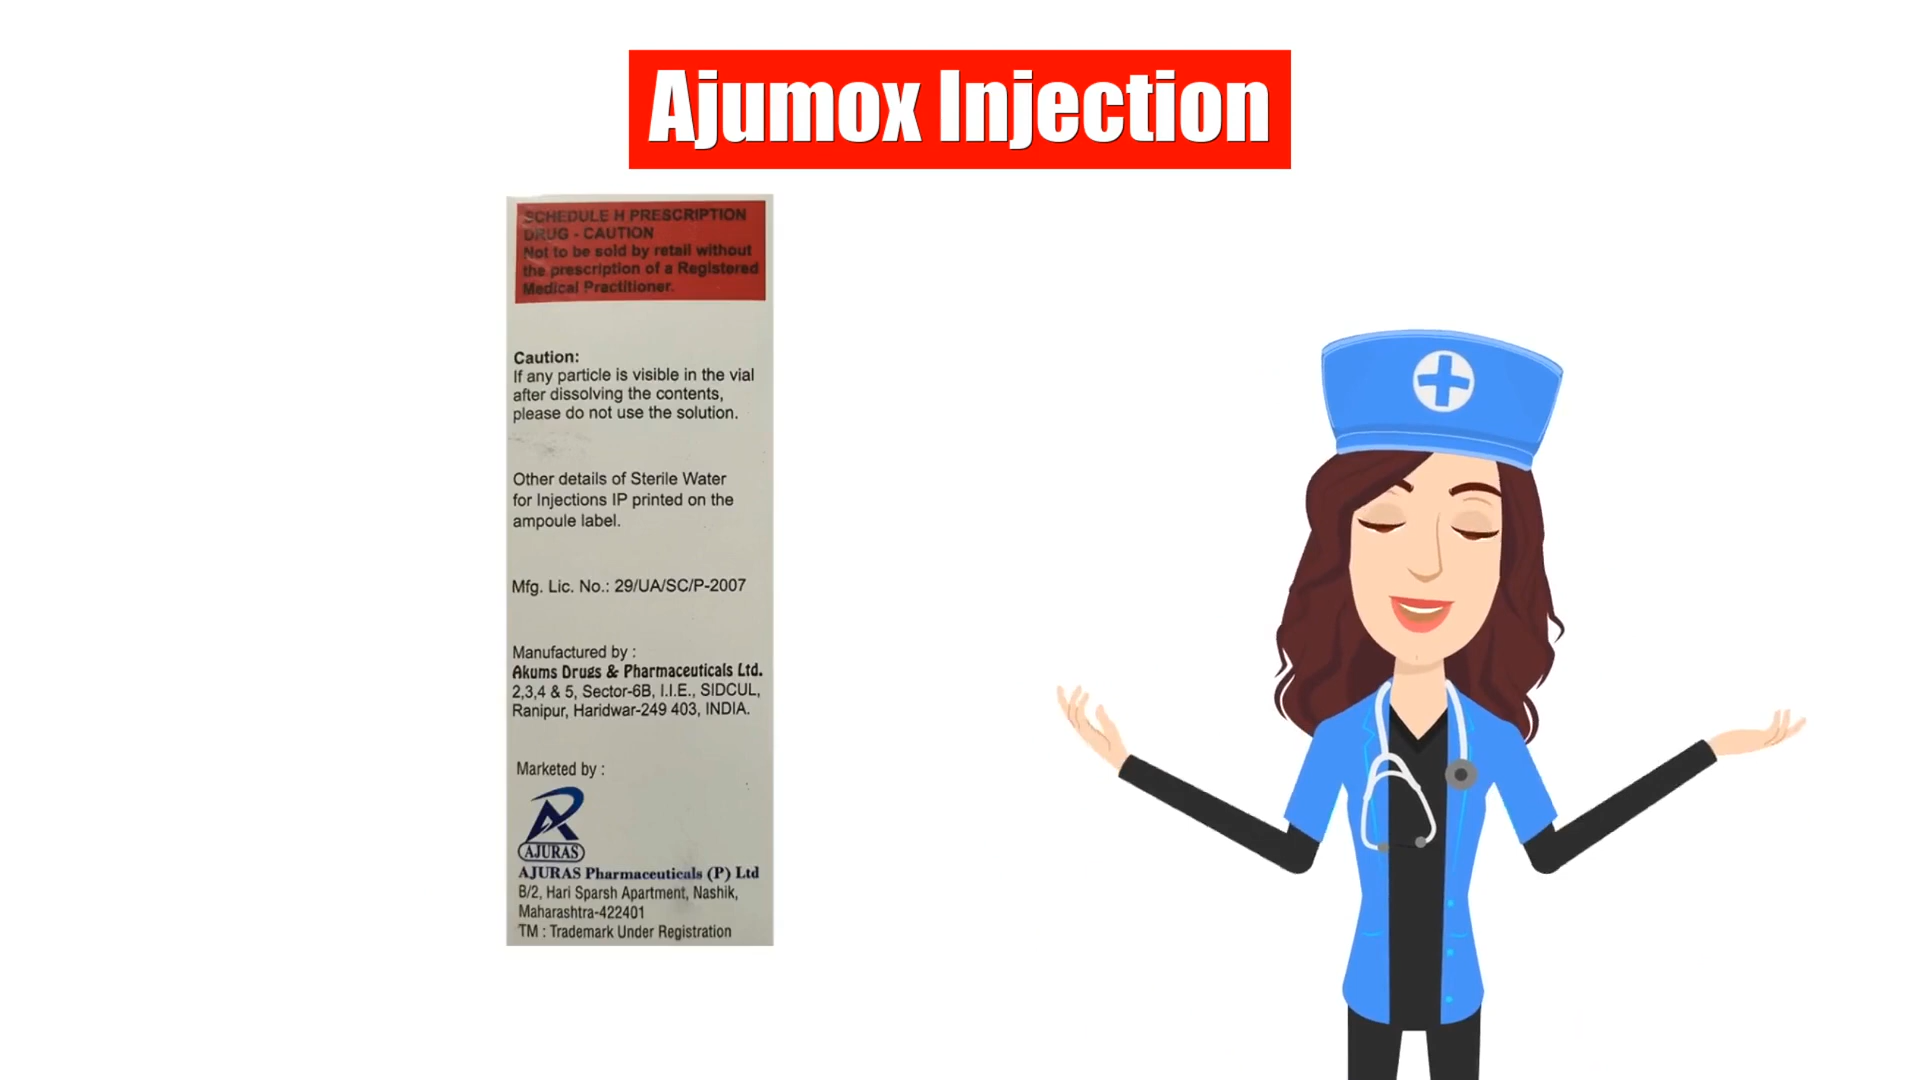 Ajumox Injection
SCHEDULE H PRESCRIPTION
DRUG - CAUTION
Not to be sold by retail without
the prescription of a Registered
Medical Practitioner.
Caution:
If any particle is visible in the vial
after dissolving the contents,
please do not use the solution.
Other details of Sterile Water
for Injections IP printed on the
ampoule label.
Mfg. Lic. No.: 29/UA/SC/P-2007
Manufactured by :
Akums Drugs & Pharmaceuticals Ltd.
2,3,4 & 5, Sector-6B, I.I.E., SIDCUL,
Ranipur, Haridwar-249 403, INDIA.
Marketed by :
AJURAS
AJURAS Pharmaceuticals (P) Ltd
B/2, Hari Sparsh Apartment, Nashik,
Maharashtra-422401
TM : Trademark Under Registration